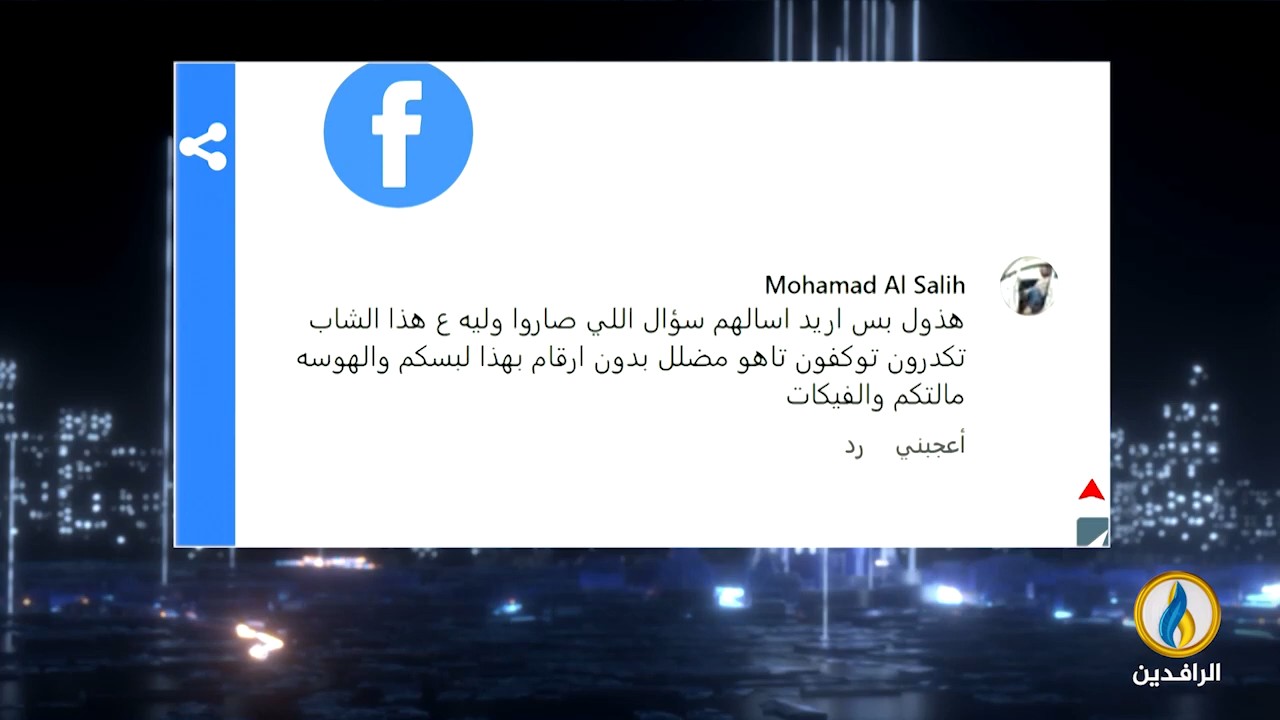 f
Mohamad Al Salih
هذول بس اريد اسالهم سؤال اللي صاروا وليه ع هذا الشاب
تكدرون توكفون تاهو مضلل بدون ارقام بهذا لبسكم والهوسه
مالتكم والفيكات
أعجبني رد
الرافدين